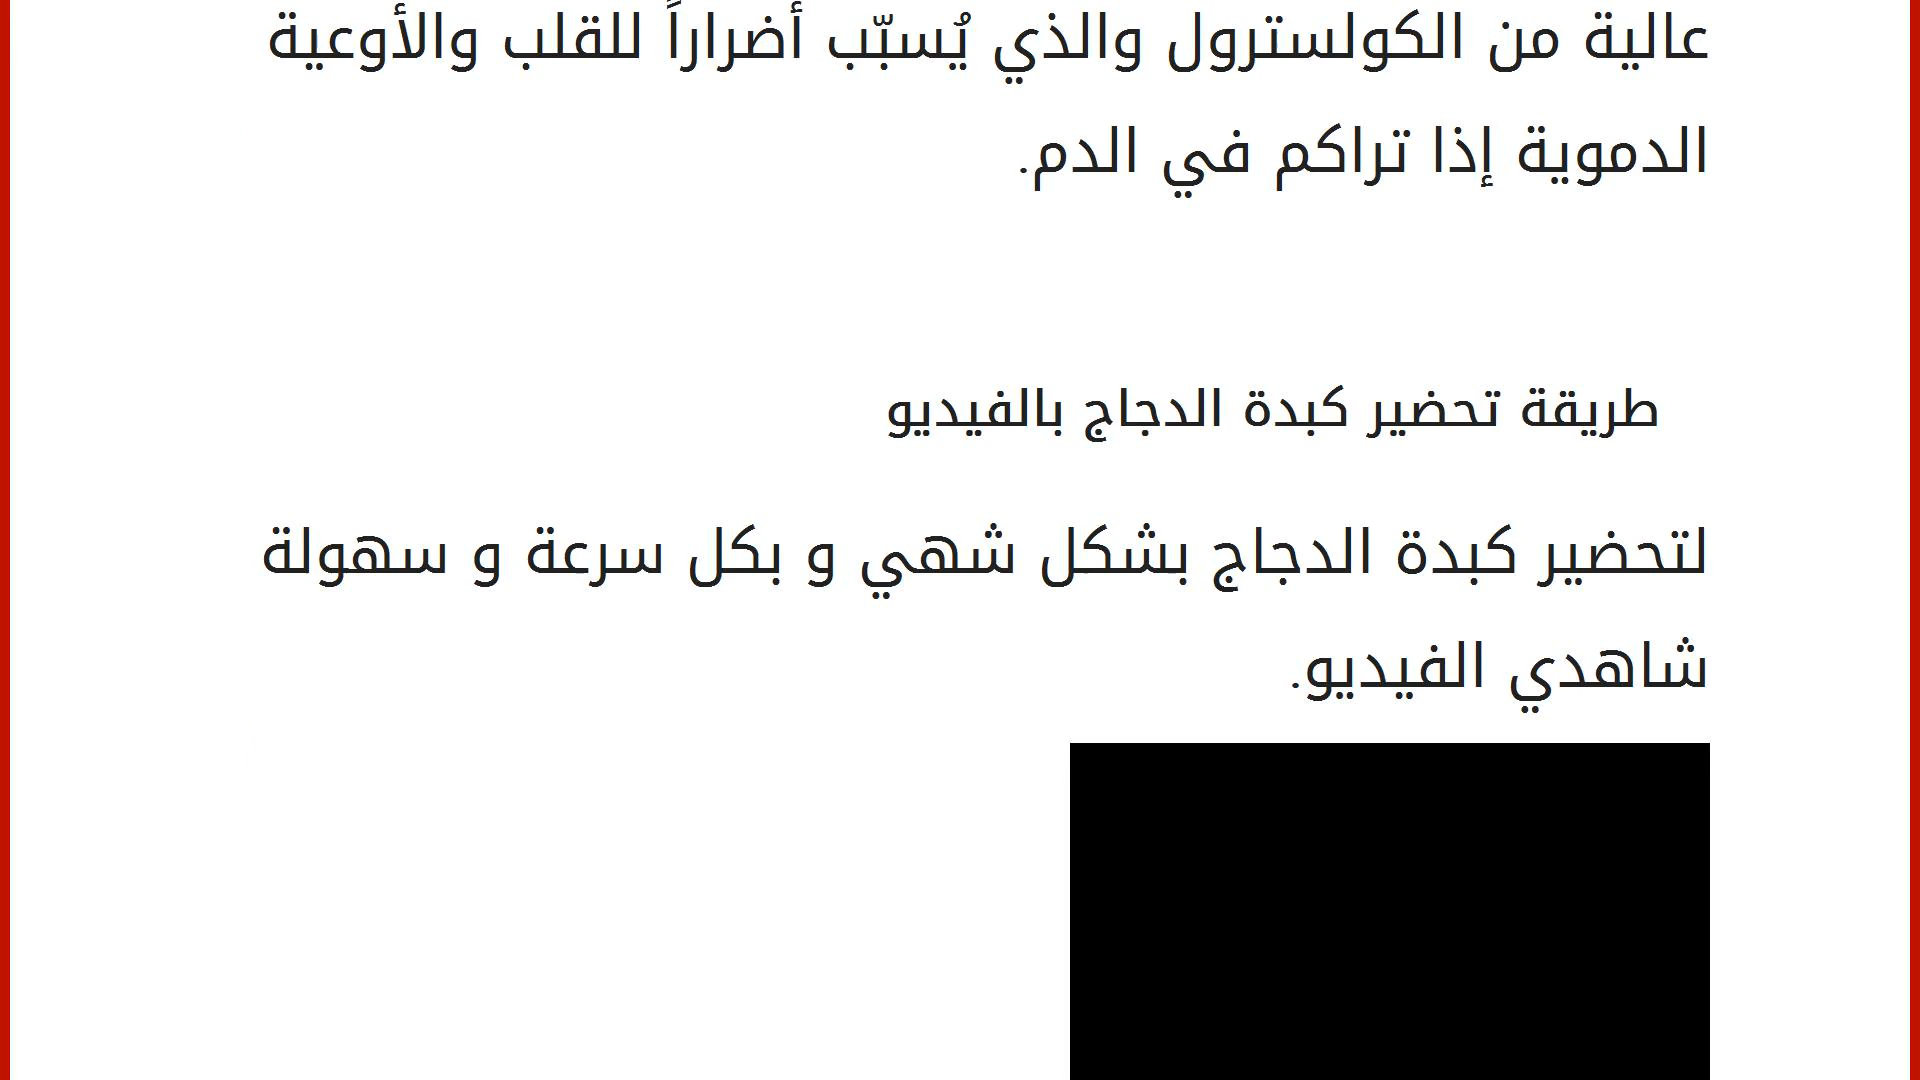 عالية من الكولسترول والذي يُسبّب أضراراً للقلب والأوعية
الدموية إذا تراكم في الدم.
طريقة تحضير كبدة الدجاج بالفيديو
لتحضير كبدة الدجاج بشكل شهي و بكل سرعة و سهولة
شاهدي الفيديو.